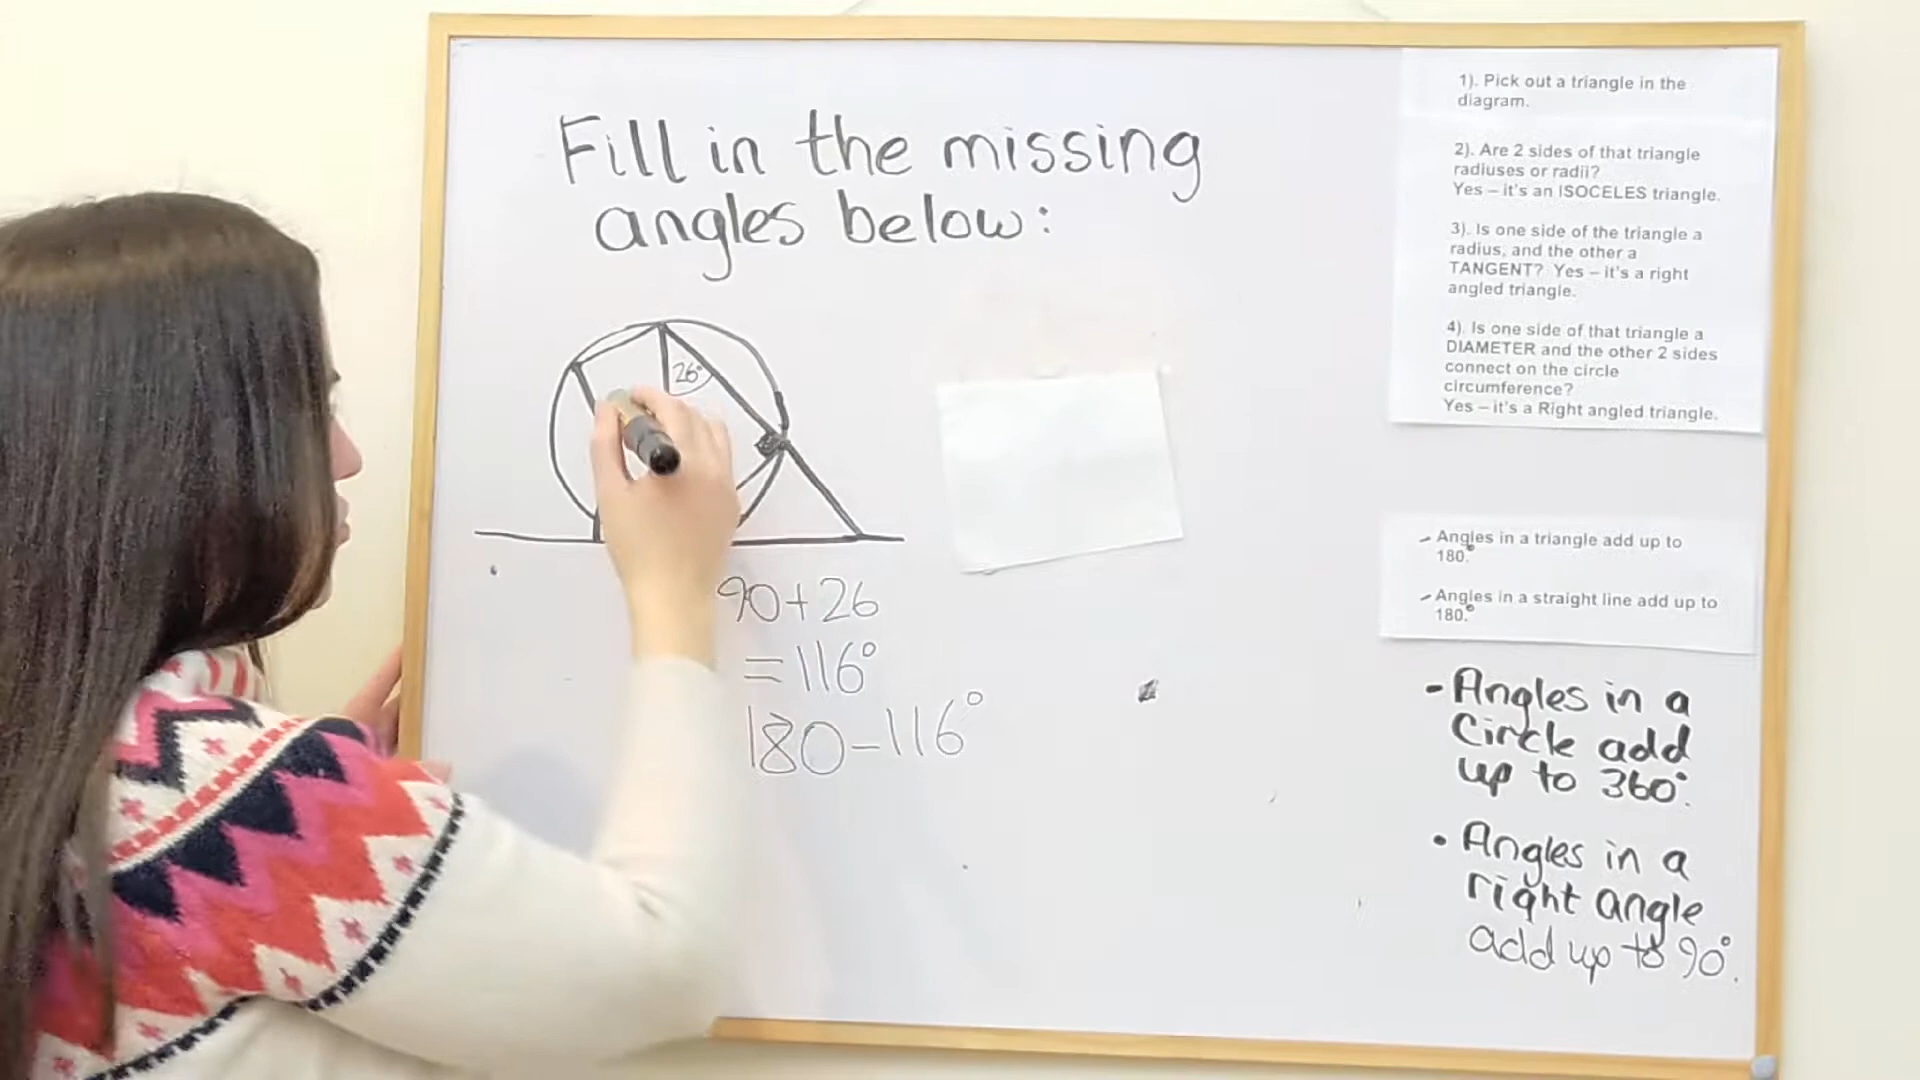 Fill in the missing
angles below:
26°
90+26
=116°
180-116°
1). Pick out a triangle in the
diagram.
2). Are 2 sides of that triangle
radiuses or radii?
Yes – it's an ISOCELES triangle.
3). Is one side of the triangle a
radius, and the other a
TANGENT? Yes – it's a right
angled triangle.
4). Is one side of that triangle a
DIAMETER and the other 2 sides
connect on the circle
circumference?
Yes – it's a Right angled triangle.
- Angles in a triangle add up to
180.°
- Angles in a straight line add up to
180.°
- Angles in a
Circle add
up to 360°.
• Angles in a
right angle
add up to 90°.